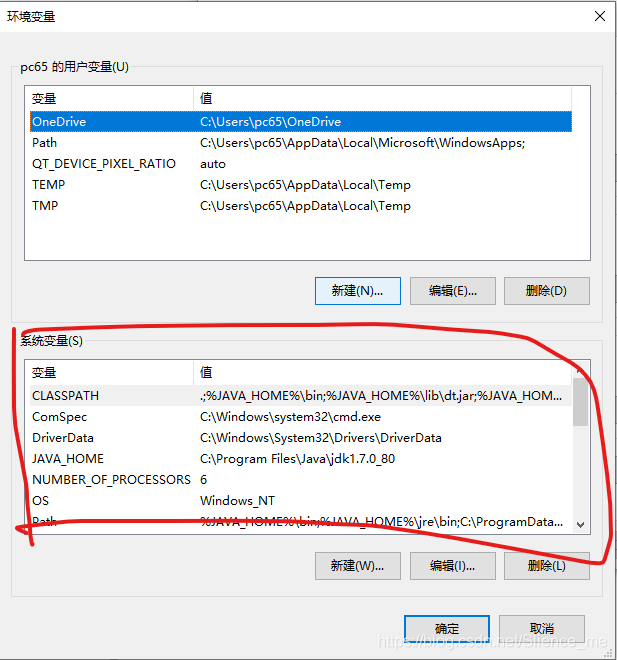 环境变量
pc65 的用户变量(U)
变量 值
OneDrive C:\Users\pc65\OneDrive
Path C:\Users\pc65\AppData\Local\Microsoft\WindowsApps;
QT_DEVICE_PIXEL_RATIO auto
TEMP C:\Users\pc65\AppData\Local\Temp
TMP C:\Users\pc65\AppData\Local\Temp
新建(N)... 编辑(E)... 删除(D)
系统变量(S)
变量 值
CLASSPATH .;%JAVA_HOME%\bin;%JAVA_HOME%\lib\dt.jar;%JAVA_HOM...
ComSpec C:\Windows\system32\cmd.exe
DriverData C:\Windows\System32\Drivers\DriverData
JAVA_HOME C:\Program Files\Java\jdk1.7.0_80
NUMBER_OF_PROCESSORS 6
OS Windows_NT
Path %JAVA_HOME%\bin;%JAVA_HOME%\jre\bin;C:\ProgramData...
新建(W)... 编辑(I)... 删除(L)
确定 取消
https://blog.csdn.net/Silence_me